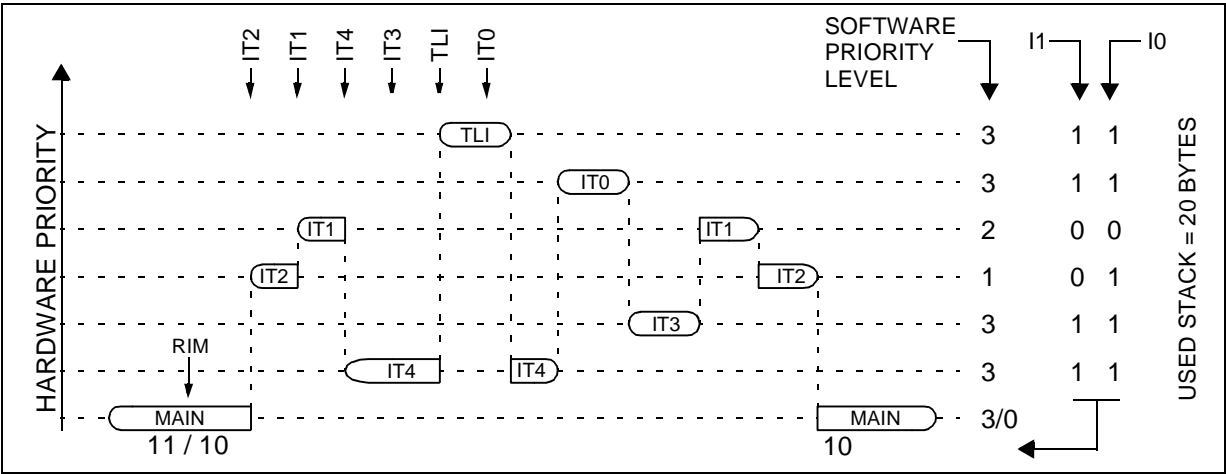 IT2
IT1
IT4
IT3
TLI
IT0
SOFTWARE
PRIORITY
LEVEL
I1
I0
HARDWARE PRIORITY
TLI
3
1 1
IT0
3
1 1
IT1
IT1
2
0 0
IT2
IT2
1
0 1
IT3
3
1 1
RIM
IT4
IT4
3
1 1
MAIN
MAIN
3/0
11 / 10
10
USED STACK = 20 BYTES